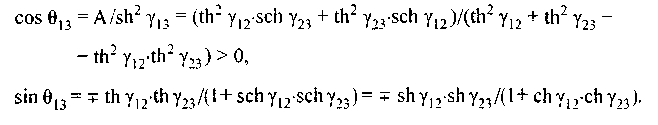 cos θ₁₃ = A/sh² γ₁₃ = (th² γ₁₂·sch γ₂₃ + th² γ₂₃·sch γ₁₂)/(th² γ₁₂ + th² γ₂₃ −
− th² γ₁₂·th² γ₂₃) > 0,
sin θ₁₃ = ∓ th γ₁₂·th γ₂₃/(1 + sch γ₁₂·sch γ₂₃) = ∓ sh γ₁₂·sh γ₂₃/(1 + ch γ₁₂·ch γ₂₃).